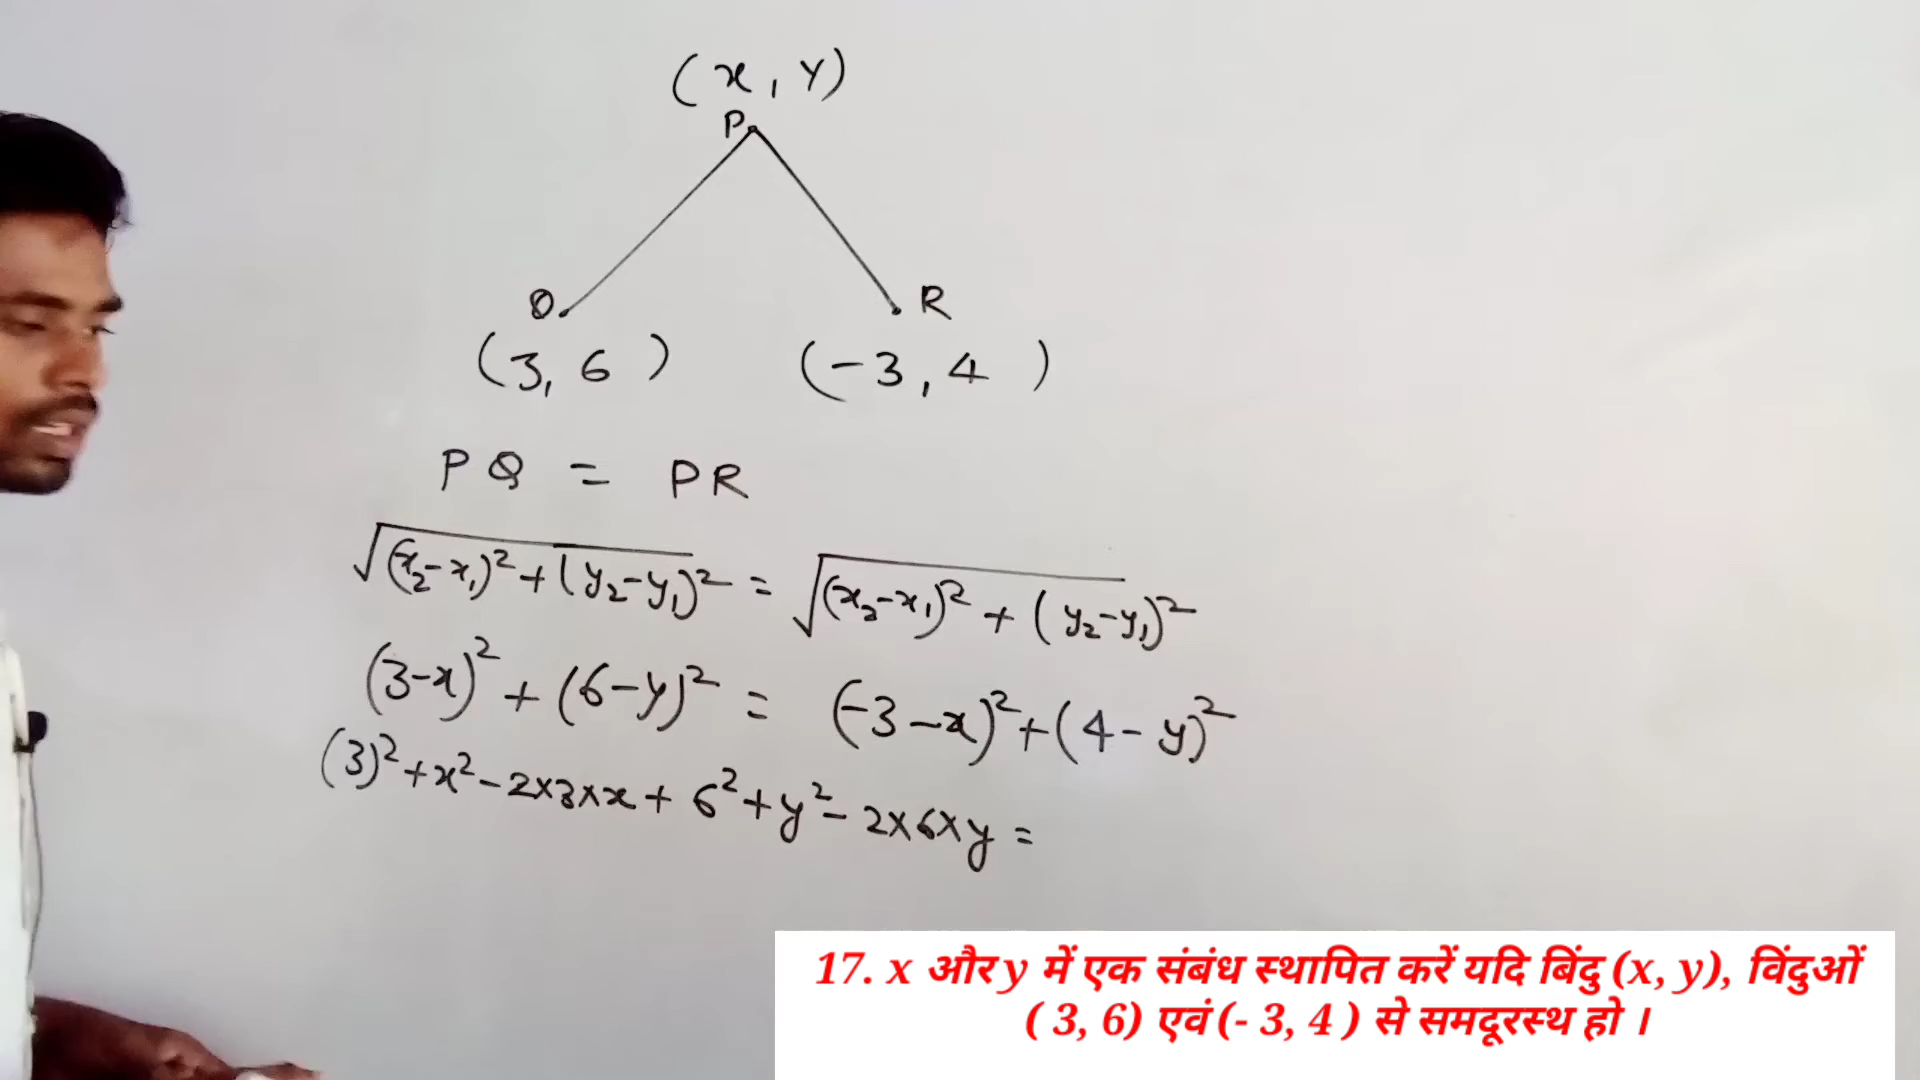 (x, y)
P
Q
R
(3, 6)
(-3, 4)
PQ = PR
√(x₂-x₁)²+(y₂-y₁)² = √(x₂-x₁)²+(y₂-y₁)²
(3-x)²+(6-y)² = (-3-x)²+(4-y)²
(3)²+x²-2×3×x+6²+y²-2×6×y =
17. x और y में एक संबंध स्थापित करें यदि बिंदु (x, y), विंदुओं
( 3, 6) एवं (- 3, 4 ) से समदूरस्थ हो ।